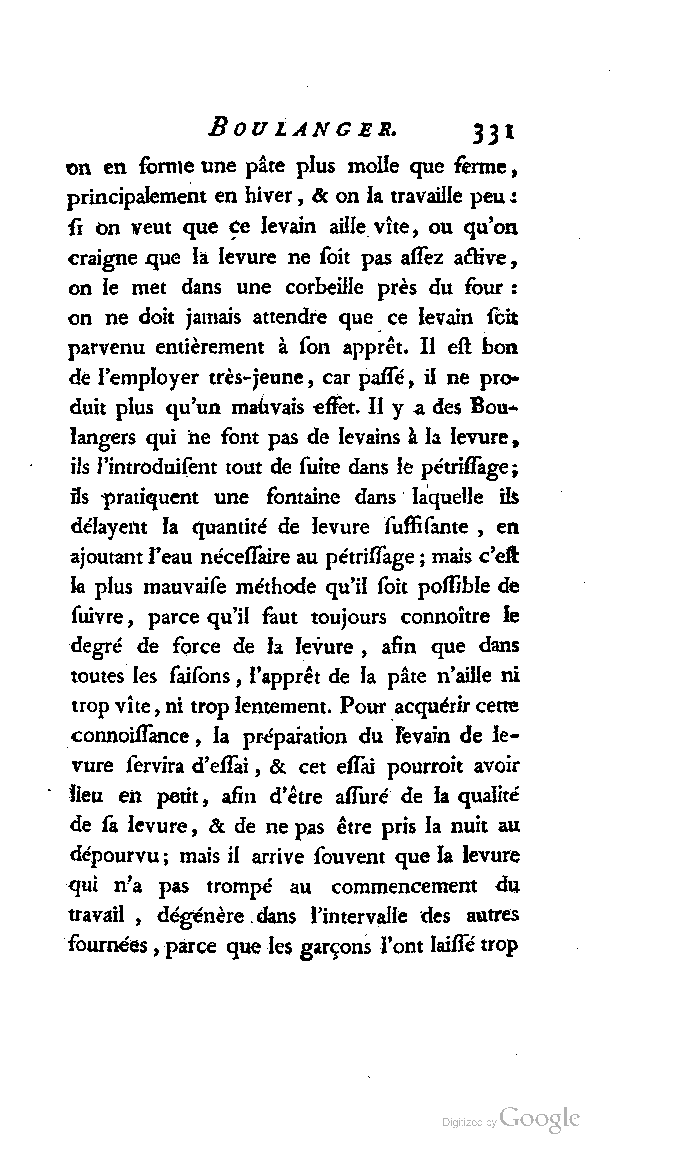 BOULANGER. 331
on en forme une pâte plus molle que ferme,
principalement en hiver, & on la travaille peu :
ſi on veut que ce levain aille vîte, ou qu'on
craigne que la levure ne ſoit pas aſſez active,
on le met dans une corbeille près du four :
on ne doit jamais attendre que ce levain ſoit
parvenu entièrement à ſon apprêt. Il eſt bon
de l'employer très-jeune, car paſſé, il ne pro-
duit plus qu'un mauvais effet. Il y a des Bou-
langers qui ne font pas de levains à la levure,
ils l'introduiſent tout de ſuite dans le pétriſſage;
ils pratiquent une fontaine dans laquelle ils
délayent la quantité de levure ſuffiſante , en
ajoutant l'eau néceſſaire au pétriſſage ; mais c'eſt
la plus mauvaiſe méthode qu'il ſoit poſſible de
ſuivre, parce qu'il faut toujours connoître le
degré de force de la levure , afin que dans
toutes les ſaiſons, l'apprêt de la pâte n'aille ni
trop vîte, ni trop lentement. Pour acquérir cette
connoiſſance, la préparation du levain de le-
vure ſervira d'eſſai, & cet eſſai pourroit avoir
lieu en petit, afin d'être aſſuré de la qualité
de ſa levure, & de ne pas être pris la nuit au
dépourvu; mais il arrive ſouvent que la levure
qui n'a pas trompé au commencement du
travail , dégénère dans l'intervalle des autres
fournées, parce que les garçons l'ont laiſſé trop
Digitized by Google